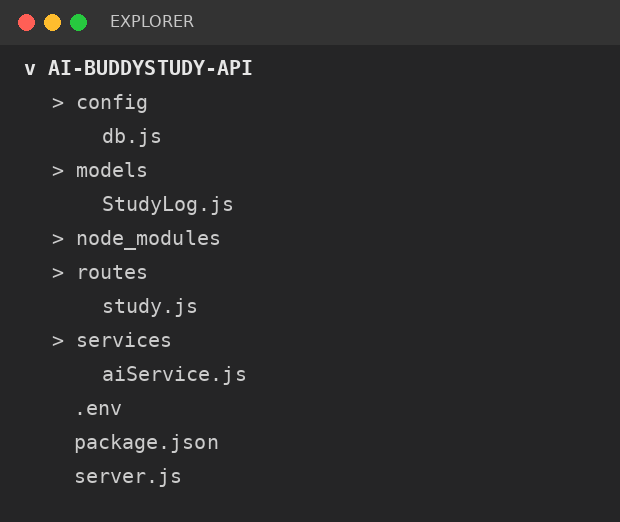 EXPLORER
v AI-BUDDYSTUDY-API
> config
db.js
> models
StudyLog.js
> node_modules
> routes
study.js
> services
aiService.js
.env
package.json
server.js